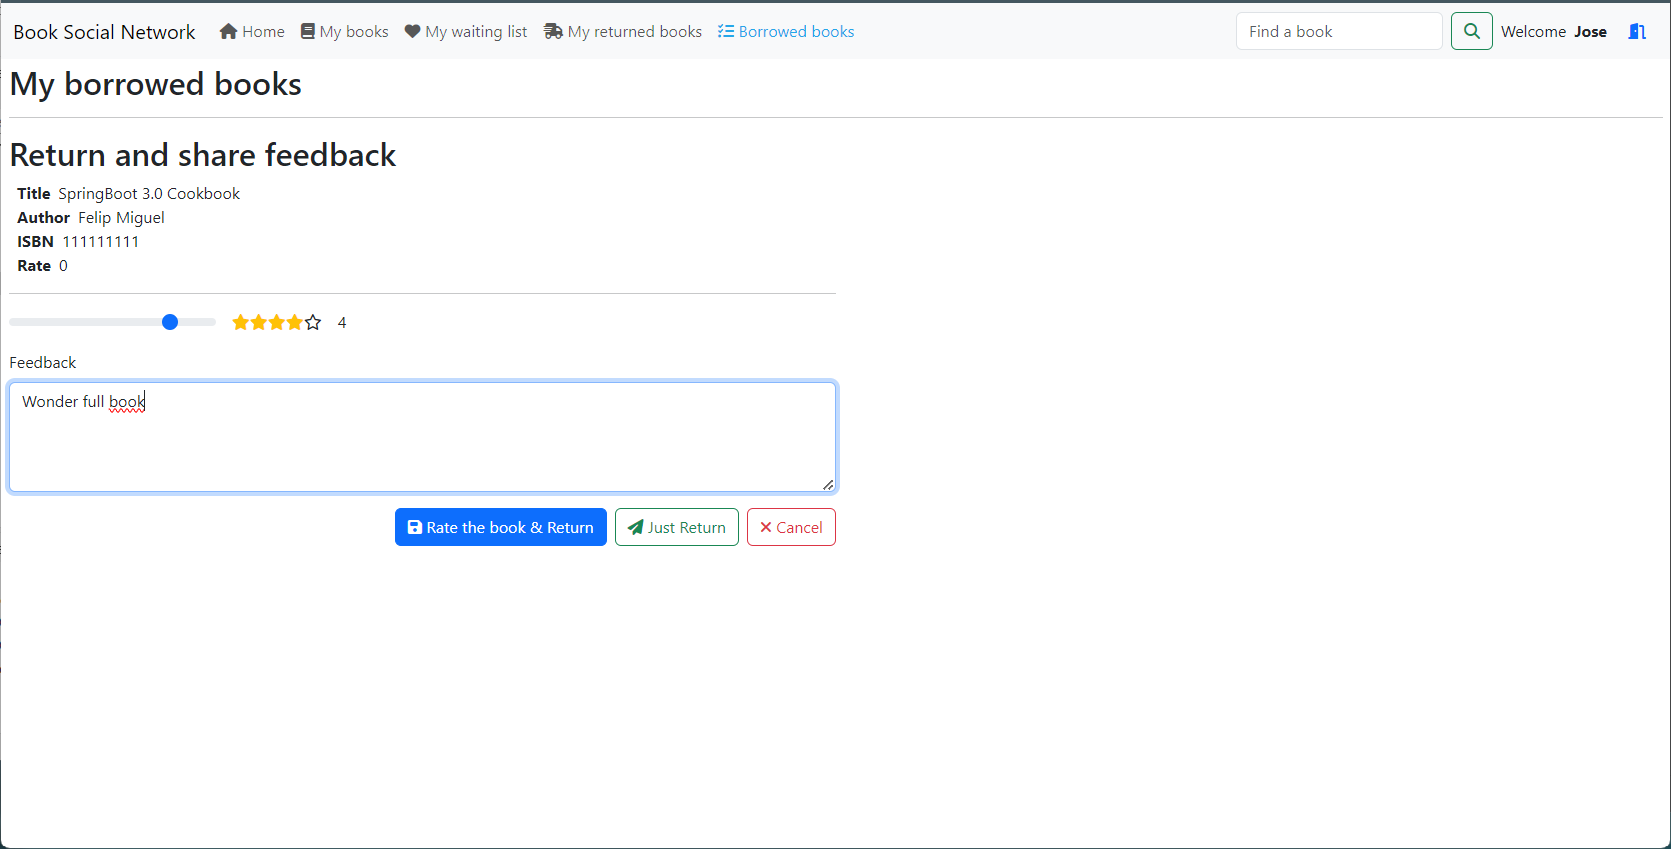 Book Social Network Home My books My waiting list My returned books Borrowed books Find a book Welcome Jose
My borrowed books
Return and share feedback
Title SpringBoot 3.0 Cookbook
Author Felip Miguel
ISBN 111111111
Rate 0
4
Feedback
Wonder full book
Rate the book & Return Just Return Cancel